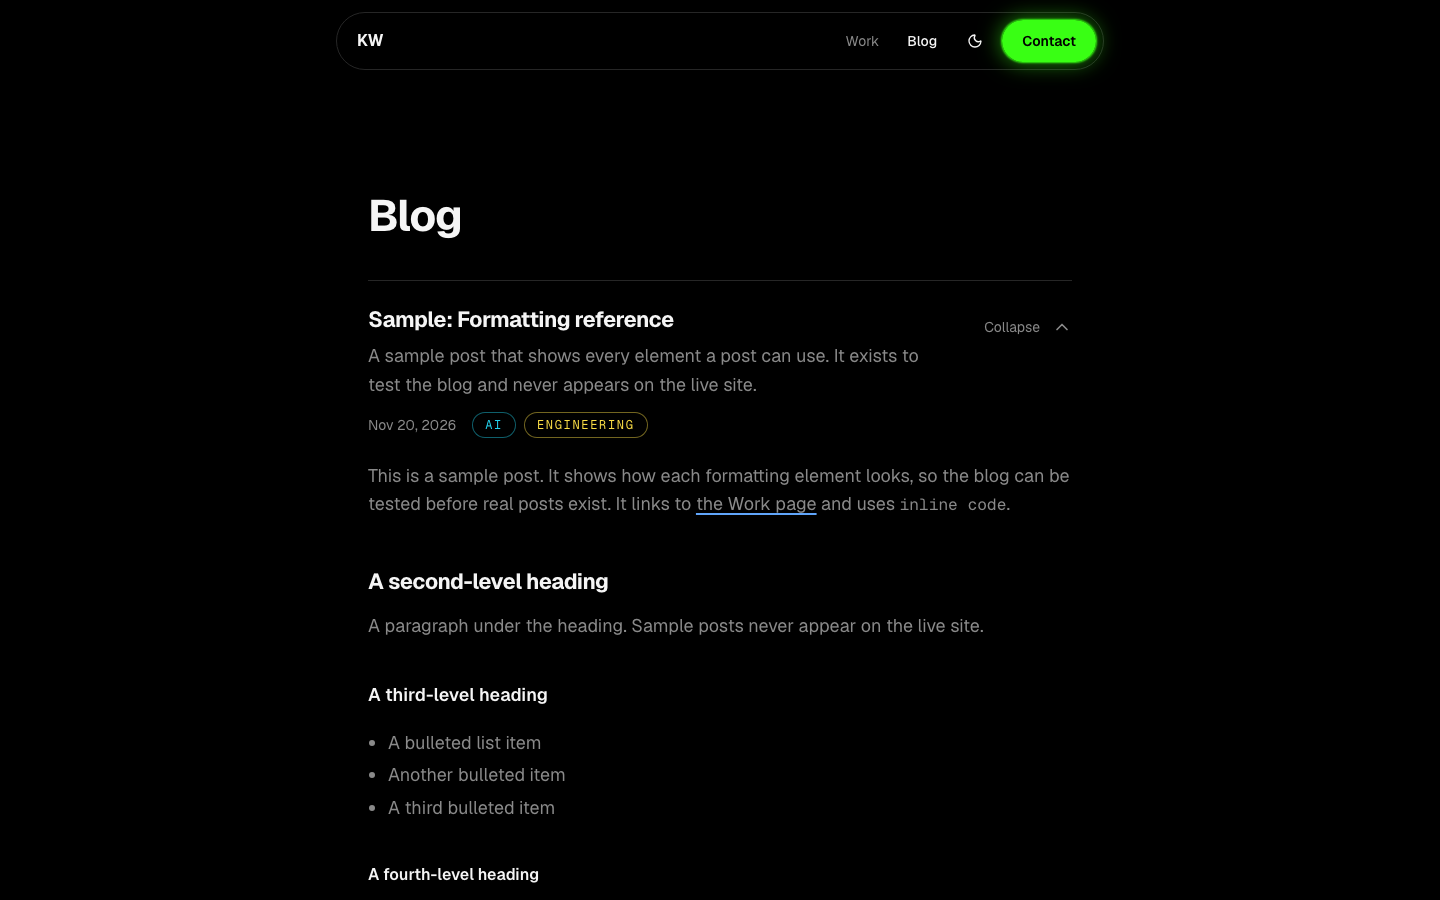 KW
Work
Blog
Contact
Blog
Sample: Formatting reference
Collapse
A sample post that shows every element a post can use. It exists to
test the blog and never appears on the live site.
Nov 20, 2026
AI
ENGINEERING
This is a sample post. It shows how each formatting element looks, so the blog can be
tested before real posts exist. It links to the Work page and uses inline code.
A second-level heading
A paragraph under the heading. Sample posts never appear on the live site.
A third-level heading
• A bulleted list item
• Another bulleted item
• A third bulleted item
A fourth-level heading